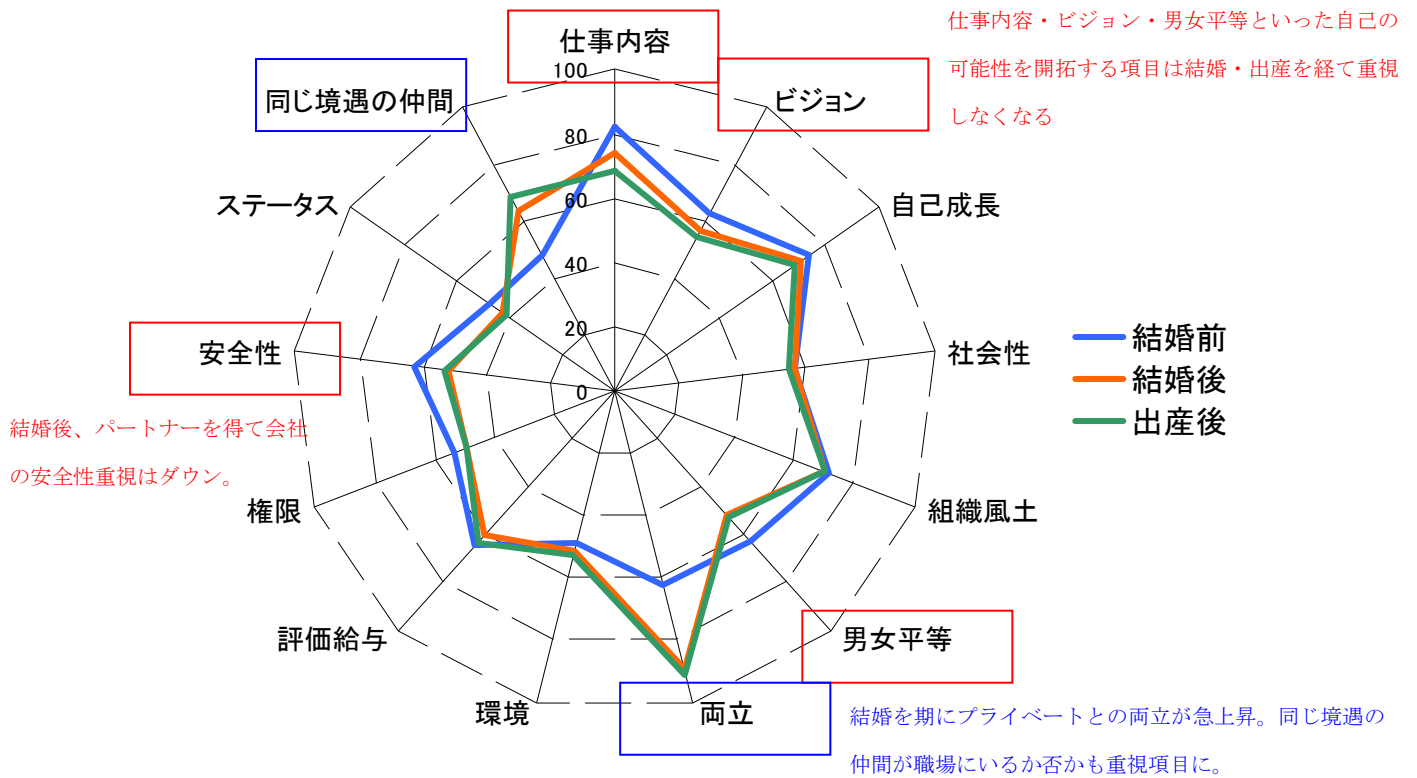 仕事内容・ビジョン・男女平等といった自己の
可能性を開拓する項目は結婚・出産を経て重視
しなくなる
仕事内容
ビジョン
自己成長
社会性
組織風土
男女平等
両立
環境
評価給与
権限
安全性
ステータス
同じ境遇の仲間
100
80
60
40
20
0
結婚前
結婚後
出産後
結婚後、パートナーを得て会社
の安全性重視はダウン。
結婚を期にプライベートとの両立が急上昇。同じ境遇の
仲間が職場にいるか否かも重視項目に。